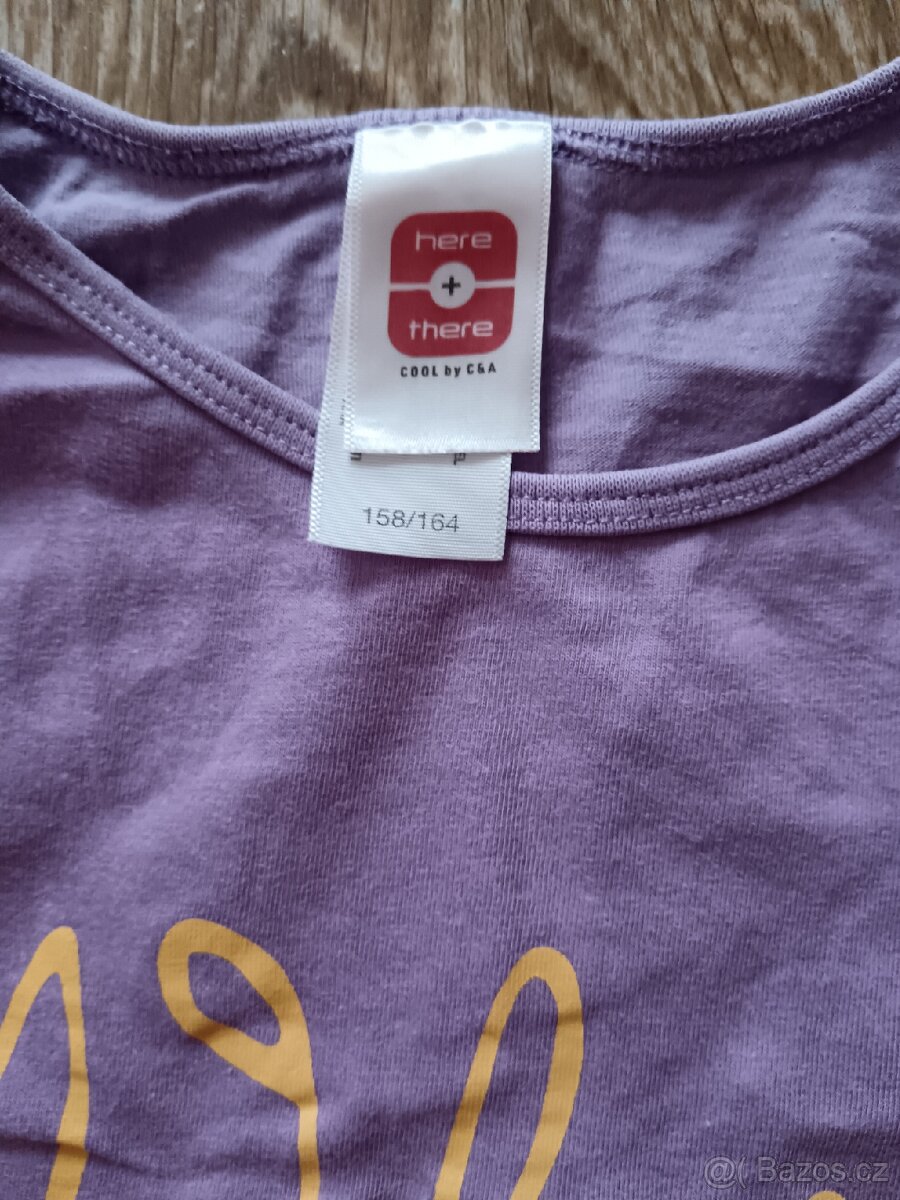 here
+
there
COOL by C&A
158/164
@( Bazos.cz